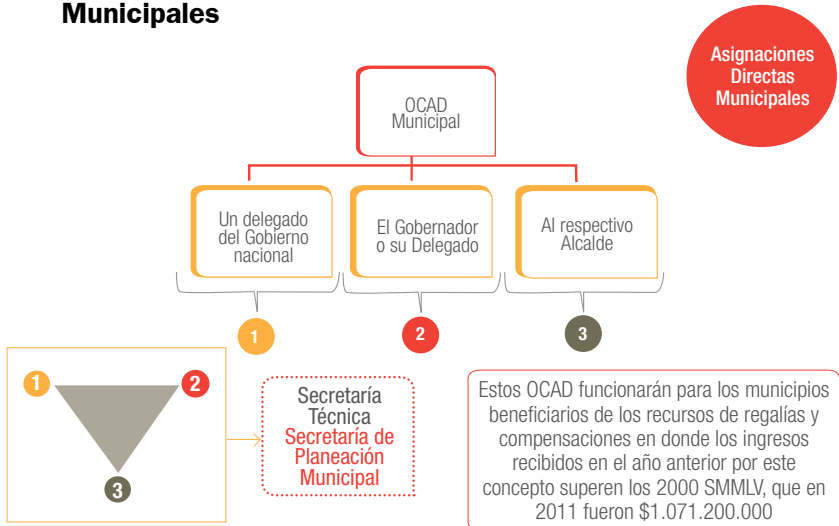 Municipales
Asignaciones
Directas
Municipales
OCAD
Municipal
Un delegado
del Gobierno
nacional
El Gobernador
o su Delegado
Al respectivo
Alcalde
1
2
3
1
2
3
Secretaría
Técnica
Secretaría de
Planeación
Municipal
Estos OCAD funcionarán para los municipios
beneficiarios de los recursos de regalías y
compensaciones en donde los ingresos
recibidos en el año anterior por este
concepto superen los 2000 SMMLV, que en
2011 fueron $1.071.200.000